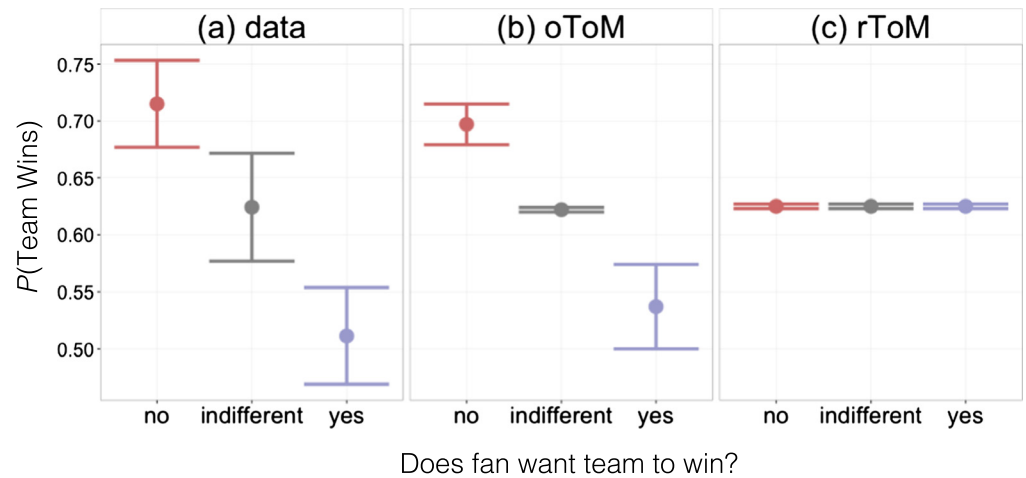 (a) data
(b) oToM
(c) rToM
P(Team Wins)
0.75
0.70
0.65
0.60
0.55
0.50
no indifferent yes
no indifferent yes
no indifferent yes
Does fan want team to win?